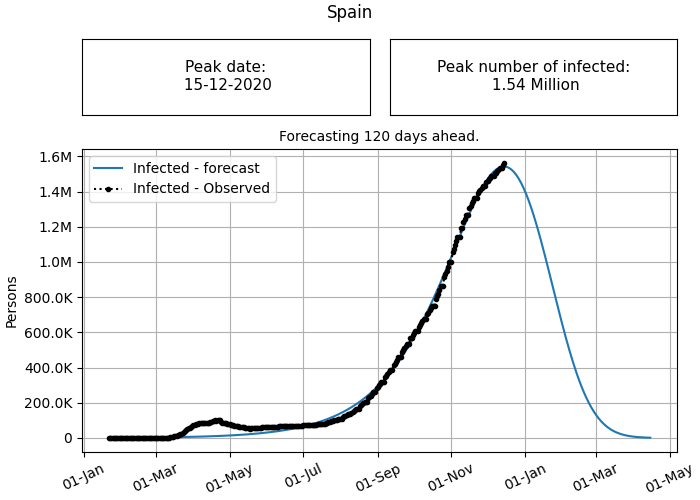 Spain
Peak date:
15-12-2020
Peak number of infected:
1.54 Million
Forecasting 120 days ahead.
1.6M
1.4M
1.2M
1.0M
800.0K
600.0K
400.0K
200.0K
0
Persons
Infected - forecast
Infected - Observed
01-Jan
01-Mar
01-May
01-Jul
01-Sep
01-Nov
01-Jan
01-Mar
01-May